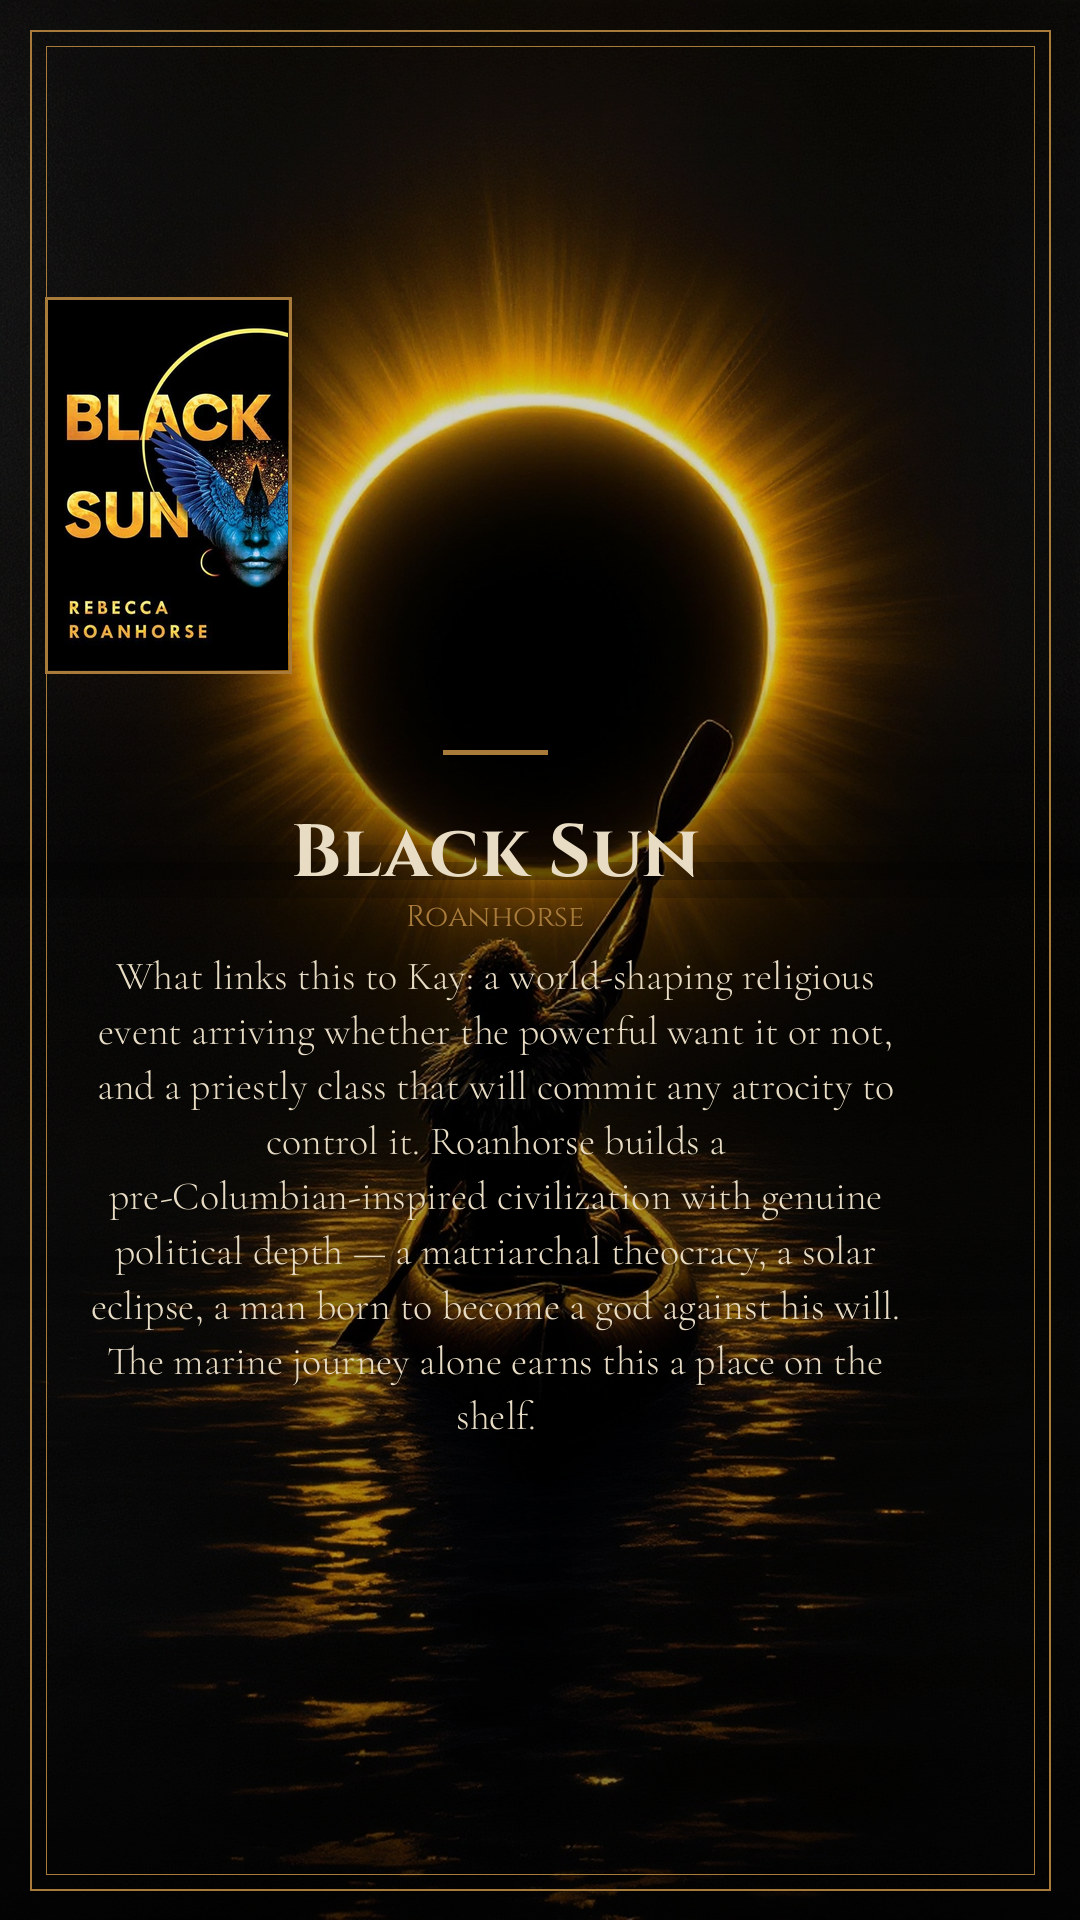 BLACK
SUN
REBECCA
ROANHORSE
Black Sun
Roanhorse
What links this to Kay: a world-shaping religious
event arriving whether the powerful want it or not,
and a priestly class that will commit any atrocity to
control it. Roanhorse builds a
pre-Columbian-inspired civilization with genuine
political depth — a matriarchal theocracy, a solar
eclipse, a man born to become a god against his will.
The marine journey alone earns this a place on the
shelf.